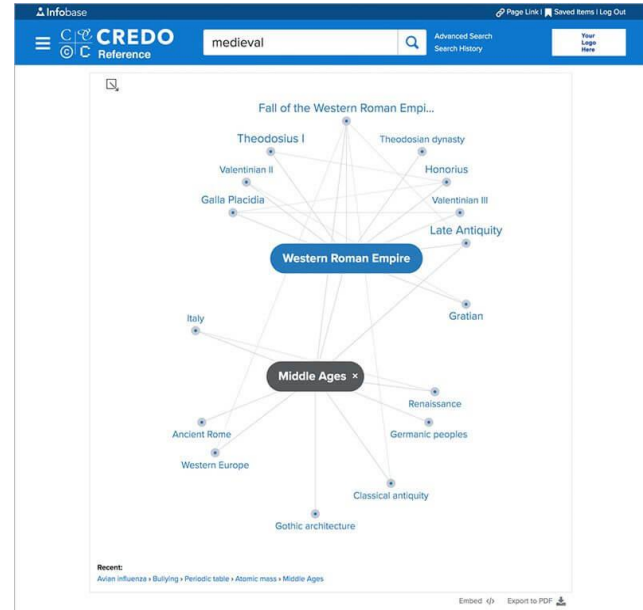 Infobase
Page Link | Saved Items | Log Out
CREDO
Reference
medieval
Advanced Search
Search History
Your
Logo
Here
Fall of the Western Roman Empi...
Theodosius I
Theodosian dynasty
Valentinian II
Honorius
Galla Placidia
Valentinian III
Late Antiquity
Western Roman Empire
Gratian
Italy
Middle Ages ×
Renaissance
Ancient Rome
Germanic peoples
Western Europe
Classical antiquity
Gothic architecture
Recent:
Avian influenza › Bullying › Periodic table › Atomic mass › Middle Ages
Embed </> Export to PDF